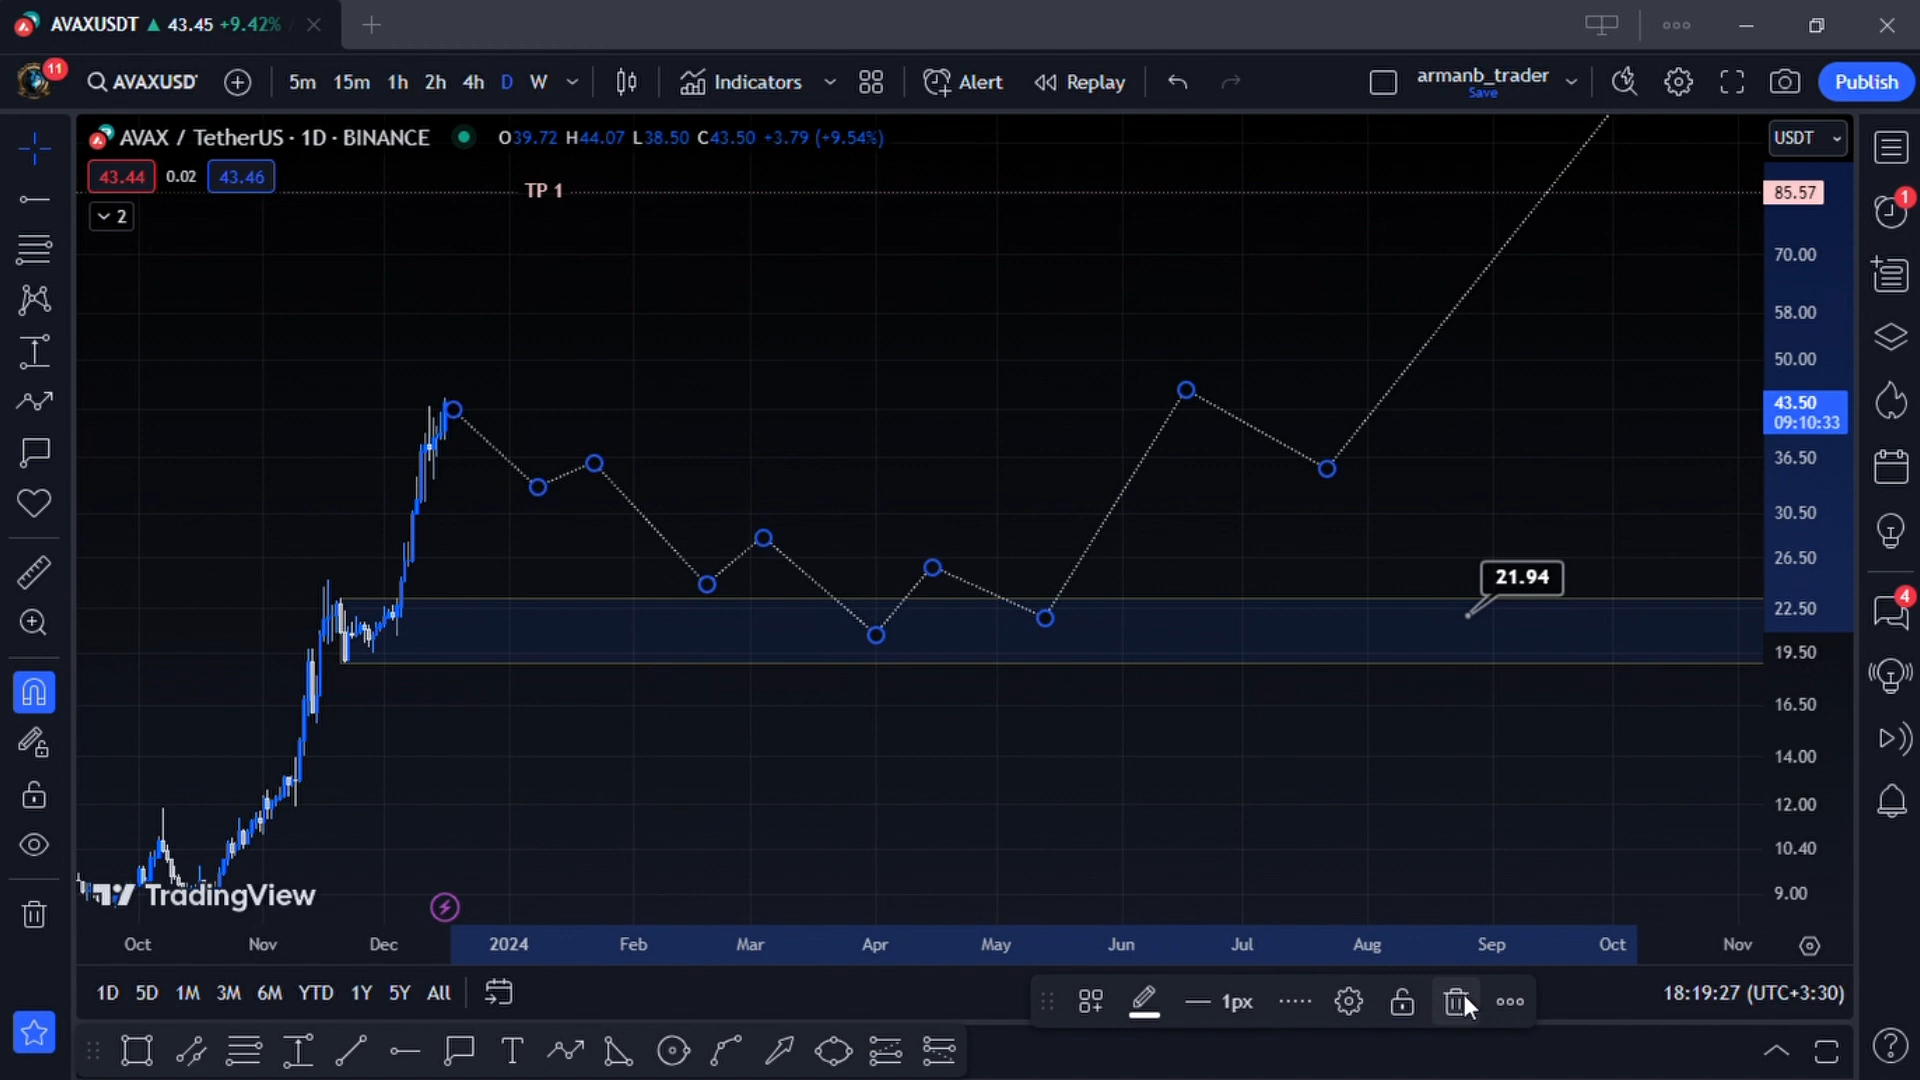 AVAXUSDT ▲ 43.45 +9.42%
11
AVAXUSDT
5m 15m 1h 2h 4h D W
Indicators
Alert
Replay
armanb_trader
Save
Publish
AVAX / TetherUS · 1D · BINANCE
O39.72 H44.07 L38.50 C43.50 +3.79 (+9.54%)
USDT
43.44 0.02 43.46
TP 1
85.57
2
1
70.00
58.00
50.00
43.50
09:10:33
36.50
30.50
26.50
21.94
22.50
4
19.50
16.50
14.00
12.00
10.40
9.00
TradingView
Oct Nov Dec 2024 Feb Mar Apr May Jun Jul Aug Sep Oct Nov
1D 5D 1M 3M 6M YTD 1Y 5Y All
1px
18:19:27 (UTC+3:30)